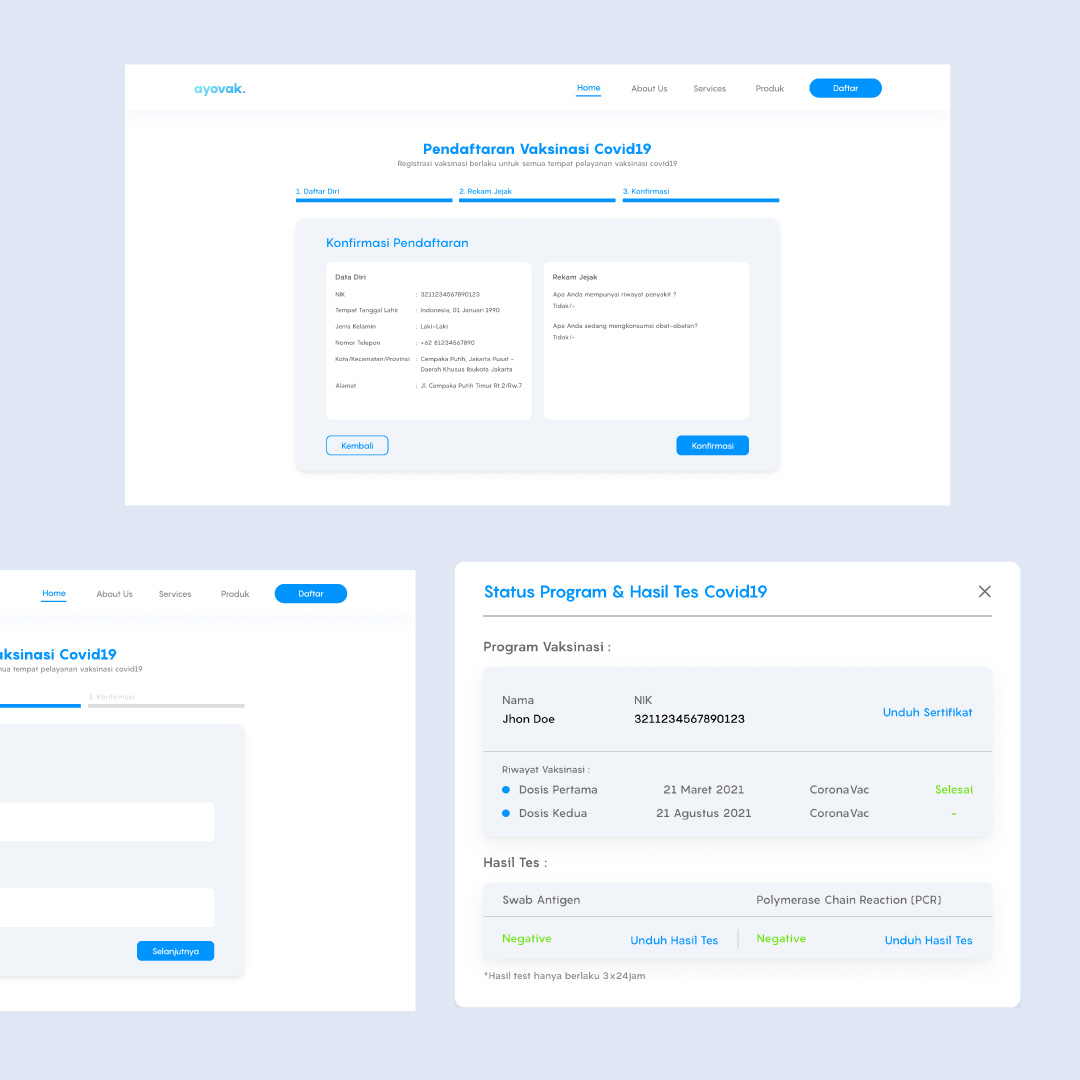 ayovak.
Home About Us Services Produk Daftar
Pendaftaran Vaksinasi Covid19
Registrasi vaksinasi berlaku untuk semua tempat pelayanan vaksinasi covid19
1. Daftar Diri 2. Rekam Jejak 3. Konfirmasi
Konfirmasi Pendaftaran
Data Diri
NIK : 3211234567890123
Tempat Tanggal Lahir : Indonesia, 01 Januari 1990
Jenis Kelamin : Laki-Laki
Nomor Telepon : +62 81234567890
Kota/Kecamatan/Provinsi : Cempaka Putih, Jakarta Pusat -
Daerah Khusus Ibukota Jakarta
Alamat : Jl. Cempaka Putih Timur Rt.2/Rw.7
Rekam Jejak
Apa Anda mempunyai riwayat penyakit ?
Tidak/-
Apa Anda sedang mengkonsumsi obat-obatan?
Tidak/-
Kembali Konfirmasi
Home About Us Services Produk Daftar
aksinasi Covid19
mua tempat pelayanan vaksinasi covid19
3. Konfirmasi
Selanjutnya
Status Program & Hasil Tes Covid19
Program Vaksinasi :
Nama NIK
Jhon Doe 3211234567890123
Unduh Sertifikat
Riwayat Vaksinasi :
Dosis Pertama 21 Maret 2021 CoronaVac Selesai
Dosis Kedua 21 Agustus 2021 CoronaVac -
Hasil Tes :
Swab Antigen Polymerase Chain Reaction (PCR)
Negative Unduh Hasil Tes Negative Unduh Hasil Tes
*Hasil test hanya berlaku 3x24jam